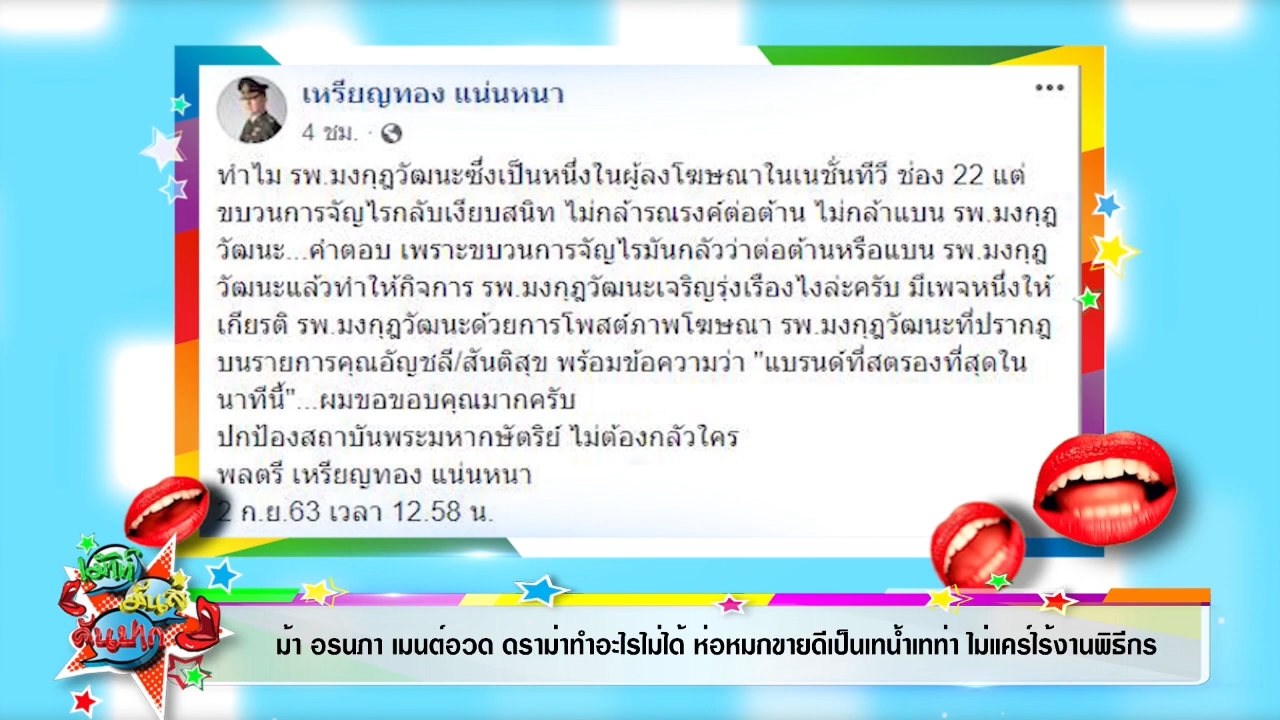 เหรียญทอง แน่นหนา
4 ชม. ·
ทำไม รพ.มงกุฎวัฒนะซึ่งเป็นหนึ่งในผู้ลงโฆษณาในเนชั่นทีวี ช่อง 22 แต่
ขบวนการจัญไรกลับเงียบสนิท ไม่กล้ารณรงค์ต่อต้าน ไม่กล้าแบน รพ.มงกุฎ
วัฒนะ...คำตอบ เพราะขบวนการจัญไรมันกลัวว่าต่อต้านหรือแบน รพ.มงกุฎ
วัฒนะแล้วทำให้กิจการ รพ.มงกุฎวัฒนะเจริญรุ่งเรืองไงล่ะครับ มีเพจหนึ่งให้
เกียรติ รพ.มงกุฎวัฒนะด้วยการโพสต์ภาพโฆษณา รพ.มงกุฎวัฒนะที่ปรากฎ
บนรายการคุณอัญชลี/สันติสุข พร้อมข้อความว่า "แบรนด์ที่สตรองที่สุดใน
นาทีนี้"...ผมขอขอบคุณมากครับ
ปกป้องสถาบันพระมหากษัตริย์ ไม่ต้องกลัวใคร
พลตรี เหรียญทอง แน่นหนา
2 ก.ย.63 เวลา 12.58 น.
เม้าท์
มันส์
คันปาก
ม้า อรนภา เมนต์อวด ดราม่าทำอะไรไม่ได้ ห่อหมกขายดีเป็นเทน้ำเทท่า ไม่แคร์ไร้งานพิธีกร